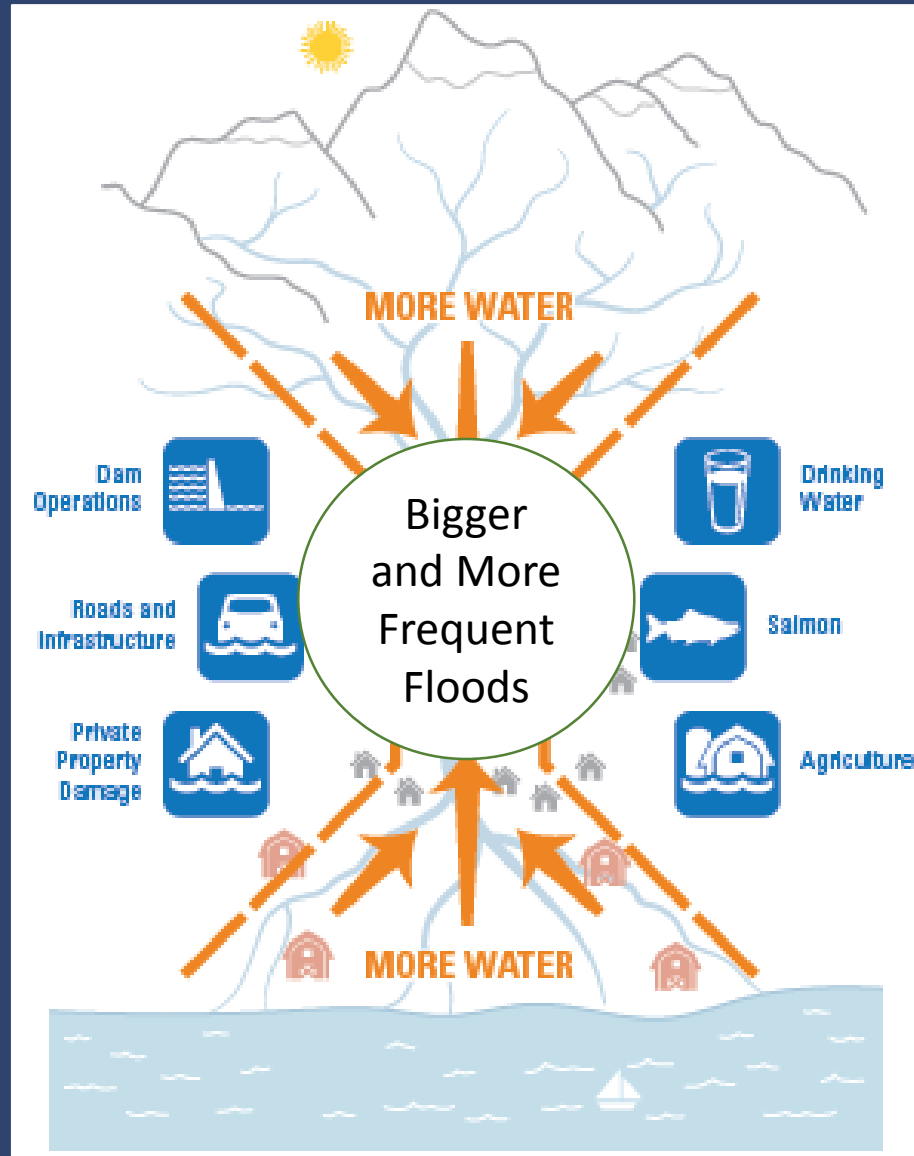 MORE WATER
Dam
Operations
Drinking
Water
Bigger
and More
Frequent
Floods
Roads and
Infrastructure
Salmon
Private
Property
Damage
Agriculture
MORE WATER